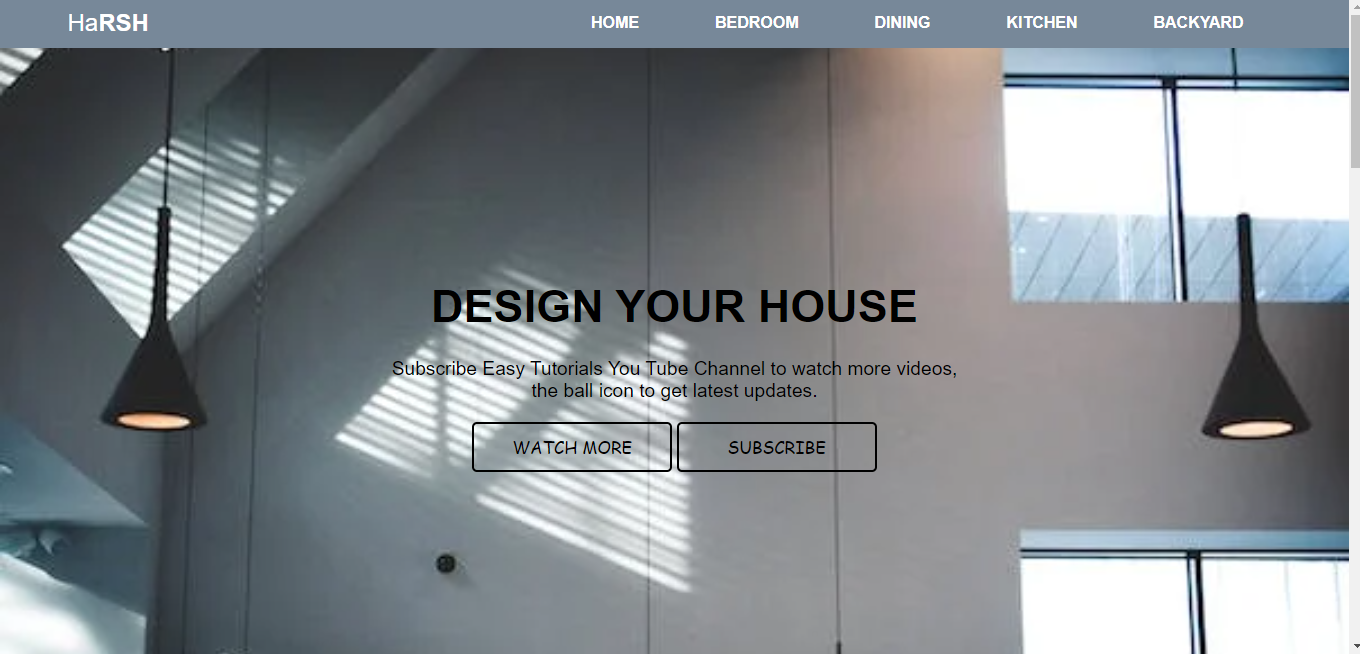 HaRSH
HOME BEDROOM DINING KITCHEN BACKYARD
DESIGN YOUR HOUSE
Subscribe Easy Tutorials You Tube Channel to watch more videos,
the ball icon to get latest updates.
WATCH MORE SUBSCRIBE